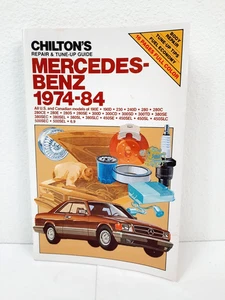 CHILTON'S
REPAIR & TUNE-UP GUIDE
MERCEDES-
BENZ
1974-84
All U.S. and Canadian models of 190E • 190D • 230 • 240D • 280 • 280C
280CE • 280E • 280S • 280SE • 300D • 300CD • 300SD • 300TD • 380SE
380SEC • 380SEL • 380SL • 380SLC • 450SE • 450SEL • 450SL • 450SLC
500SEC • 500SEL • 6.9